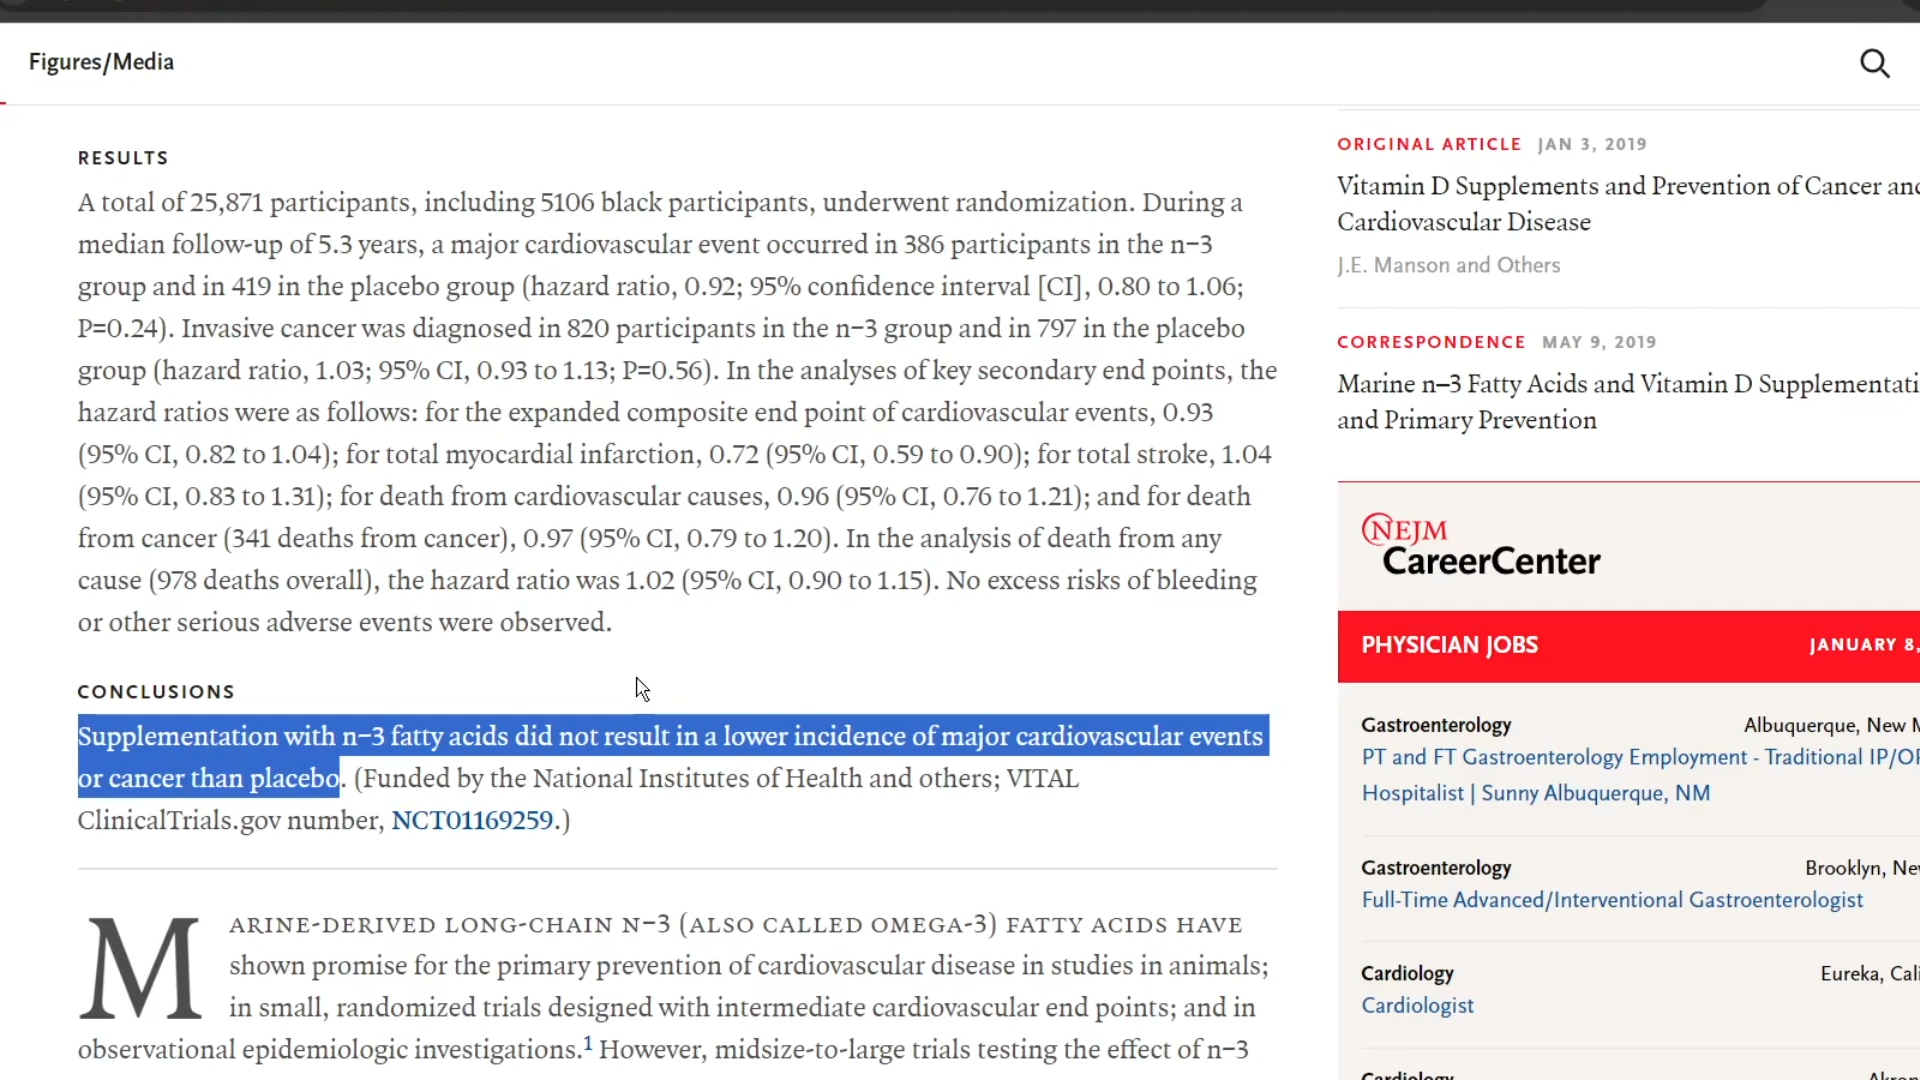 Figures/Media
RESULTS
A total of 25,871 participants, including 5106 black participants, underwent randomization. During a
median follow-up of 5.3 years, a major cardiovascular event occurred in 386 participants in the n−3
group and in 419 in the placebo group (hazard ratio, 0.92; 95% confidence interval [CI], 0.80 to 1.06;
P=0.24). Invasive cancer was diagnosed in 820 participants in the n−3 group and in 797 in the placebo
group (hazard ratio, 1.03; 95% CI, 0.93 to 1.13; P=0.56). In the analyses of key secondary end points, the
hazard ratios were as follows: for the expanded composite end point of cardiovascular events, 0.93
(95% CI, 0.82 to 1.04); for total myocardial infarction, 0.72 (95% CI, 0.59 to 0.90); for total stroke, 1.04
(95% CI, 0.83 to 1.31); for death from cardiovascular causes, 0.96 (95% CI, 0.76 to 1.21); and for death
from cancer (341 deaths from cancer), 0.97 (95% CI, 0.79 to 1.20). In the analysis of death from any
cause (978 deaths overall), the hazard ratio was 1.02 (95% CI, 0.90 to 1.15). No excess risks of bleeding
or other serious adverse events were observed.
CONCLUSIONS
Supplementation with n−3 fatty acids did not result in a lower incidence of major cardiovascular events
or cancer than placebo. (Funded by the National Institutes of Health and others; VITAL
ClinicalTrials.gov number, NCT01169259.)
MARINE-DERIVED LONG-CHAIN N−3 (ALSO CALLED OMEGA-3) FATTY ACIDS HAVE
shown promise for the primary prevention of cardiovascular disease in studies in animals;
in small, randomized trials designed with intermediate cardiovascular end points; and in
observational epidemiologic investigations.1 However, midsize-to-large trials testing the effect of n−3
ORIGINAL ARTICLE JAN 3, 2019
Vitamin D Supplements and Prevention of Cancer and
Cardiovascular Disease
J.E. Manson and Others
CORRESPONDENCE MAY 9, 2019
Marine n−3 Fatty Acids and Vitamin D Supplementati
and Primary Prevention
NEJM
CareerCenter
PHYSICIAN JOBS JANUARY 8,
Gastroenterology Albuquerque, New M
PT and FT Gastroenterology Employment - Traditional IP/OP
Hospitalist | Sunny Albuquerque, NM
Gastroenterology Brooklyn, New
Full-Time Advanced/Interventional Gastroenterologist
Cardiology Eureka, Cali
Cardiologist
Cardiology Akron